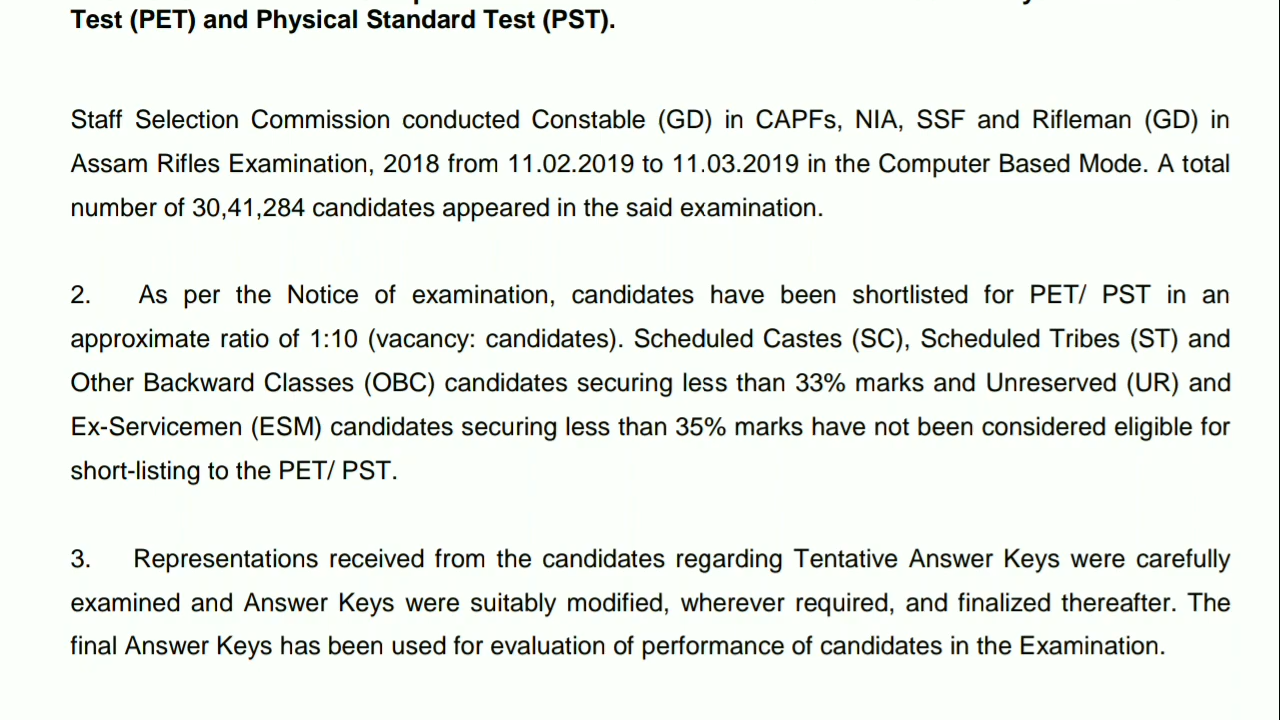 Test (PET) and Physical Standard Test (PST).
Staff Selection Commission conducted Constable (GD) in CAPFs, NIA, SSF and Rifleman (GD) in
Assam Rifles Examination, 2018 from 11.02.2019 to 11.03.2019 in the Computer Based Mode. A total
number of 30,41,284 candidates appeared in the said examination.
2. As per the Notice of examination, candidates have been shortlisted for PET/ PST in an
approximate ratio of 1:10 (vacancy: candidates). Scheduled Castes (SC), Scheduled Tribes (ST) and
Other Backward Classes (OBC) candidates securing less than 33% marks and Unreserved (UR) and
Ex-Servicemen (ESM) candidates securing less than 35% marks have not been considered eligible for
short-listing to the PET/ PST.
3. Representations received from the candidates regarding Tentative Answer Keys were carefully
examined and Answer Keys were suitably modified, wherever required, and finalized thereafter. The
final Answer Keys has been used for evaluation of performance of candidates in the Examination.